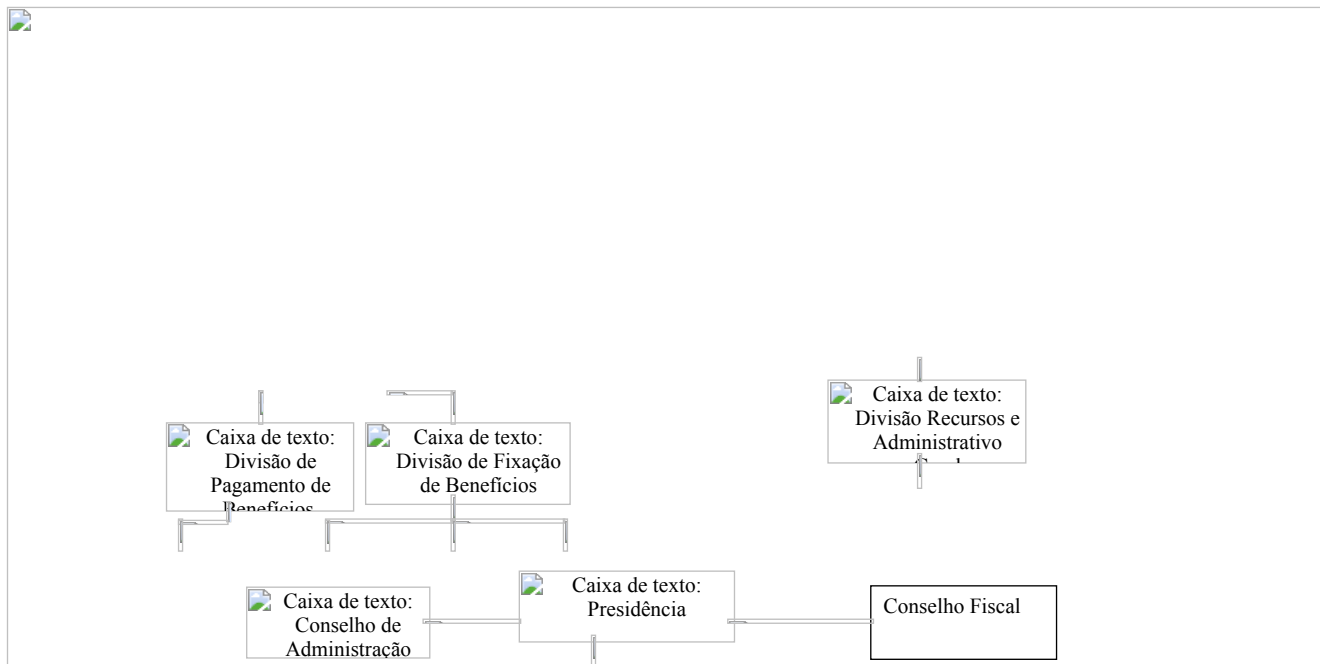 Caixa de texto:
Divisão Recursos e
Administrativo
Caixa de texto:
Divisão de
Pagamento de
Benefícios
Caixa de texto:
Divisão de Fixação
de Benefícios
Caixa de texto:
Conselho de
Administração
Caixa de texto:
Presidência
Conselho Fiscal